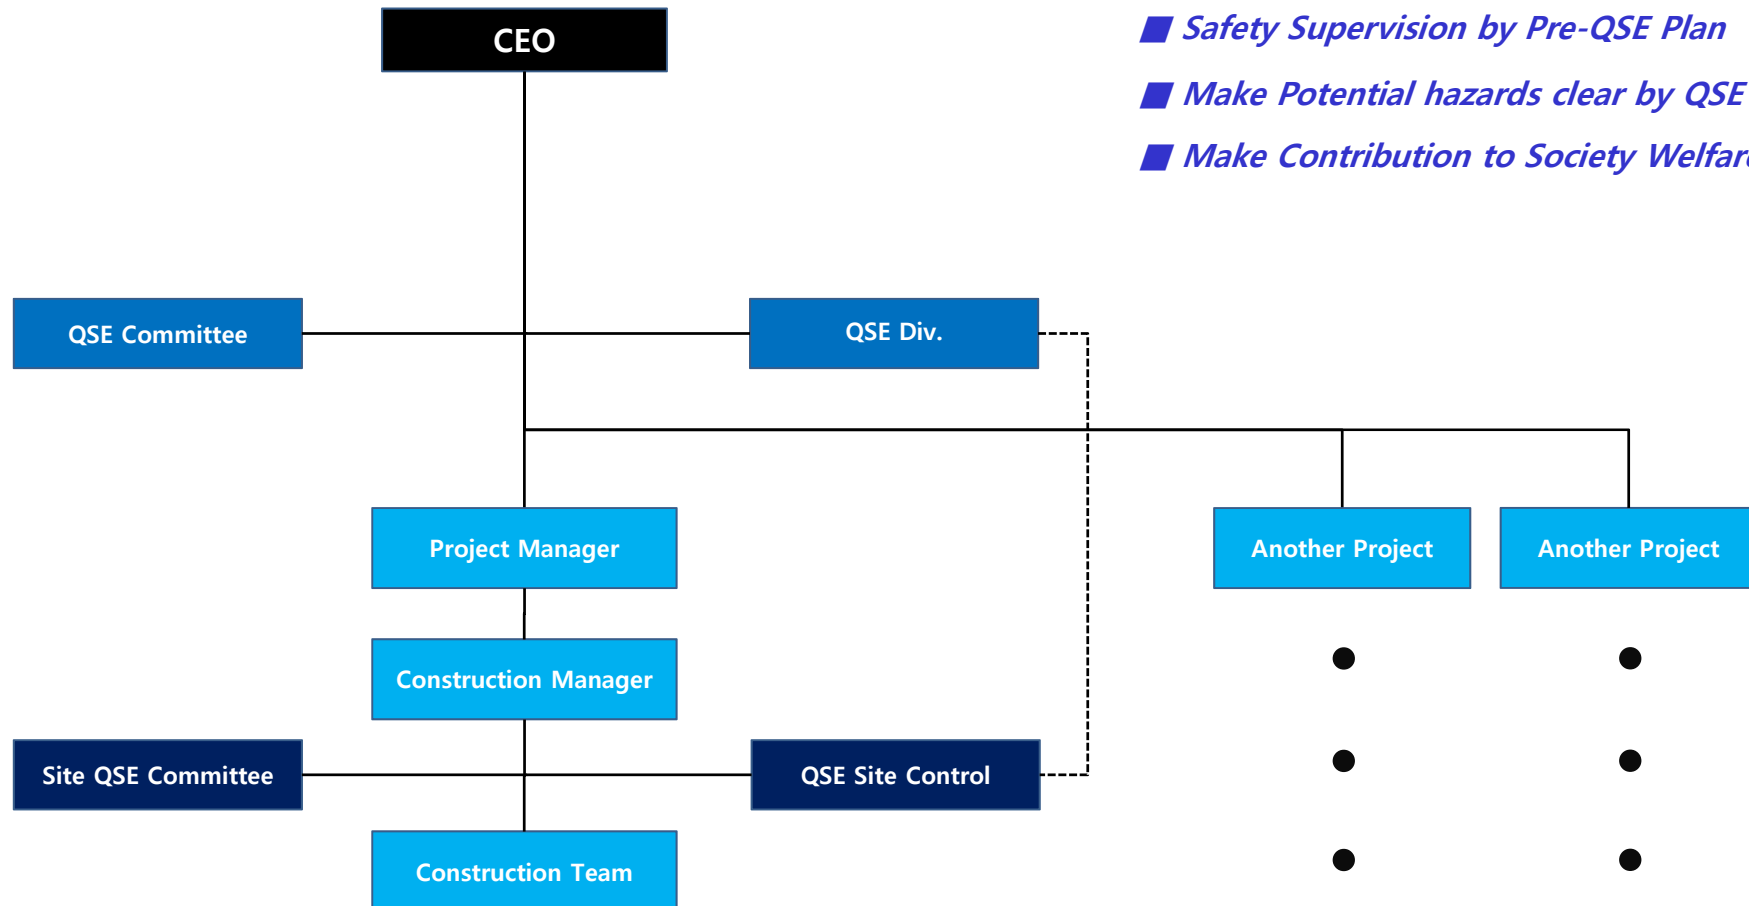 CEO
■ Safety Supervision by Pre-QSE Plan
■ Make Potential hazards clear by QSE
■ Make Contribution to Society Welfare
QSE Committee
QSE Div.
Project Manager
Another Project
Another Project
Construction Manager
Site QSE Committee
QSE Site Control
Construction Team